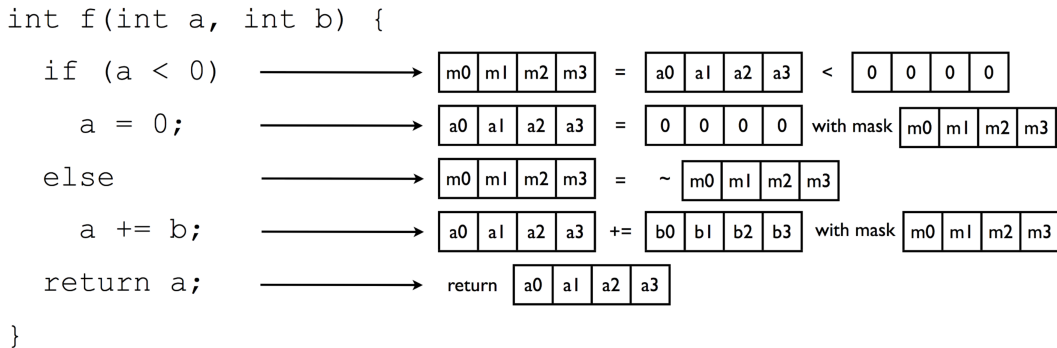 int f(int a, int b) {
if (a < 0) m0 m1 m2 m3 = a0 a1 a2 a3 < 0 0 0 0
a = 0; a0 a1 a2 a3 = 0 0 0 0 with mask m0 m1 m2 m3
else m0 m1 m2 m3 = ~ m0 m1 m2 m3
a += b; a0 a1 a2 a3 += b0 b1 b2 b3 with mask m0 m1 m2 m3
return a; return a0 a1 a2 a3
}